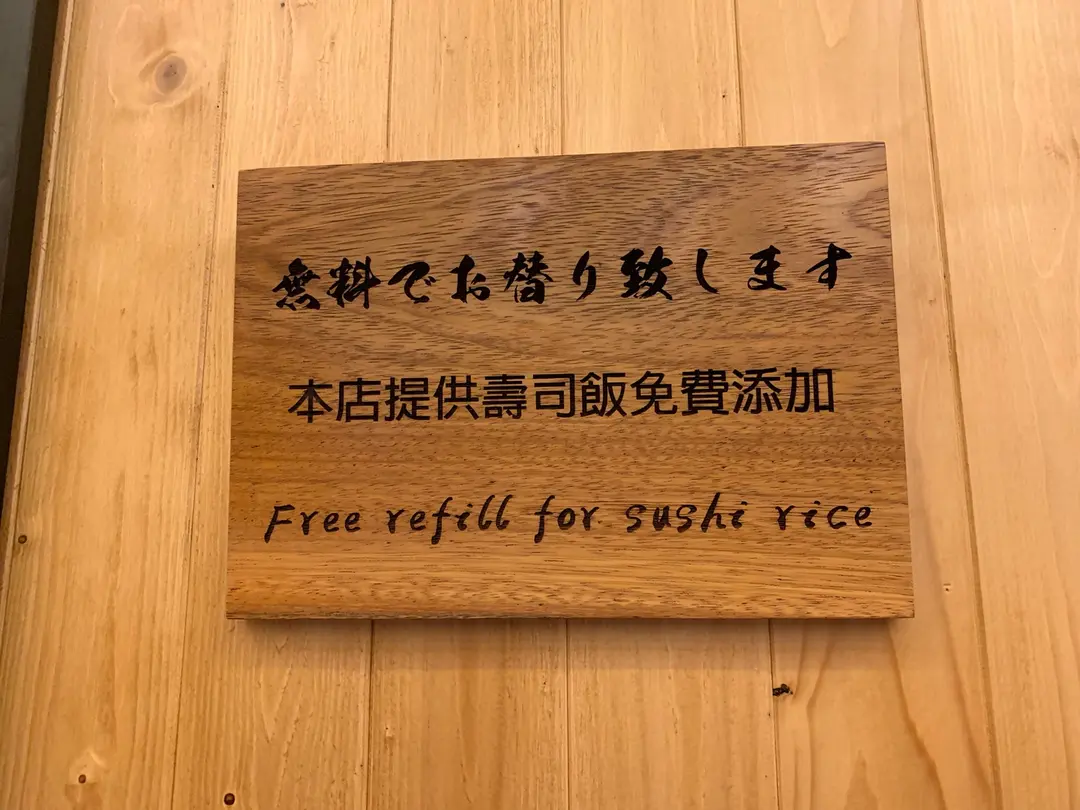 無料でお替り致します
本店提供壽司飯免費添加
Free refill for sushi rice